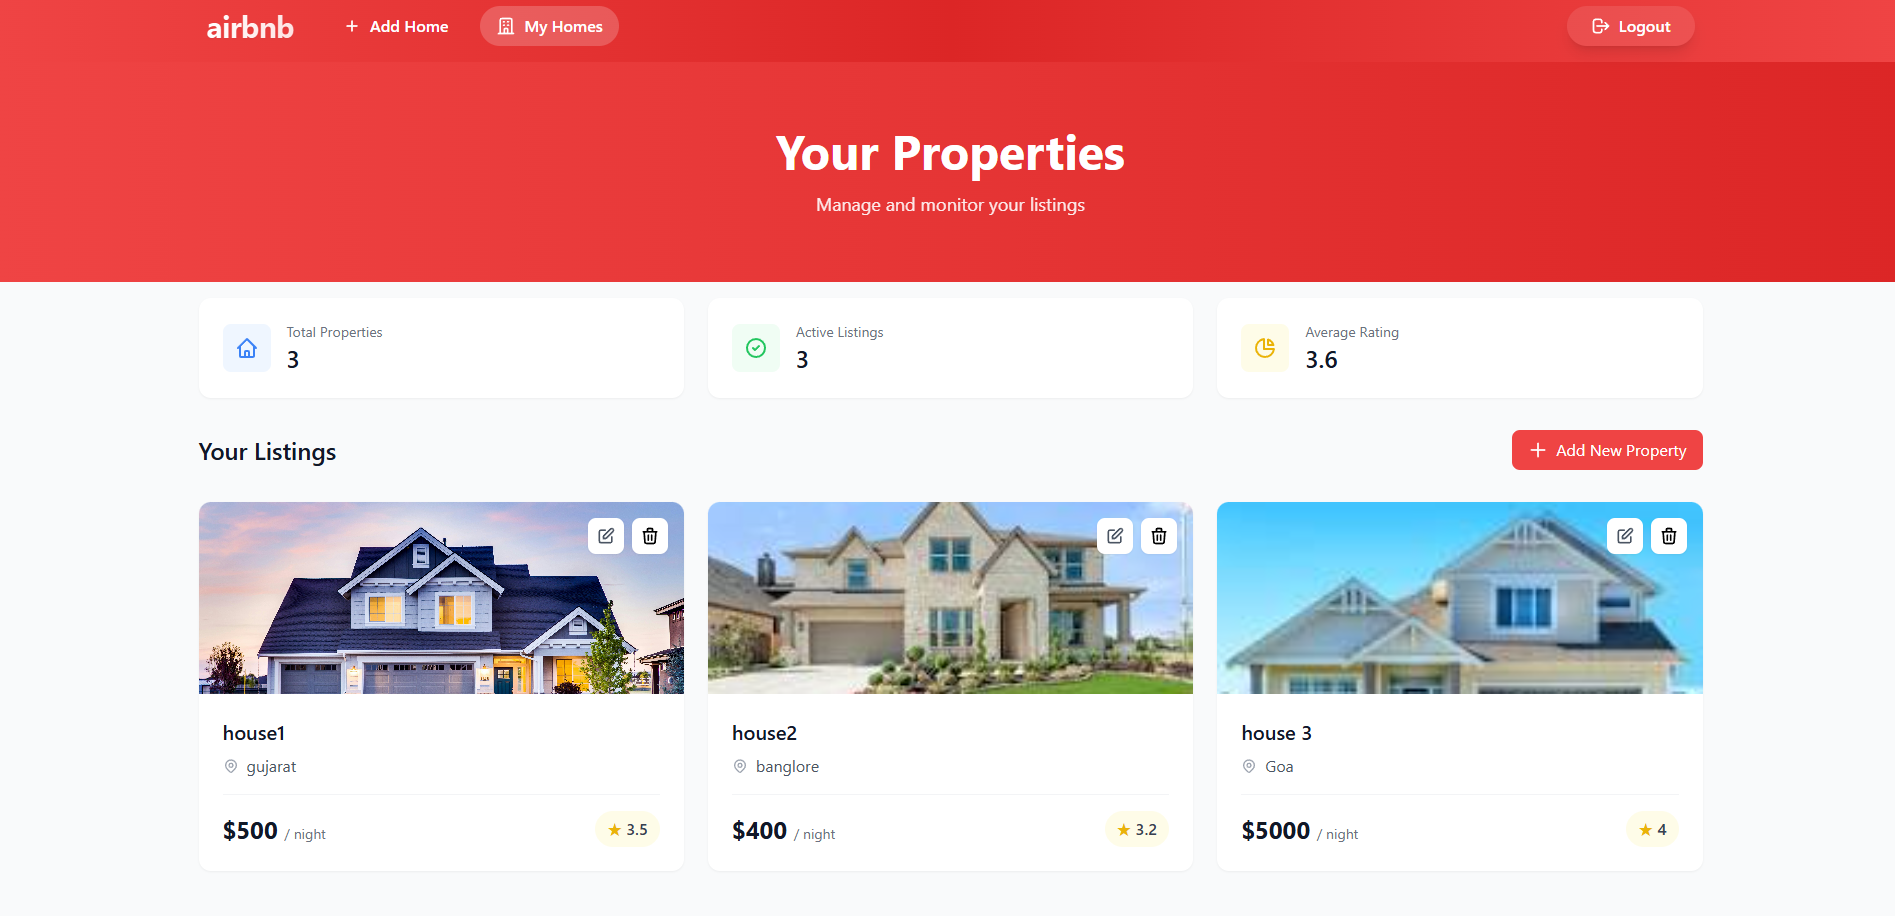 airbnb
Add Home
My Homes
Logout
Your Properties
Manage and monitor your listings
Total Properties
3
Active Listings
3
Average Rating
3.6
Your Listings
Add New Property
house1
gujarat
$500 / night
★ 3.5
house2
banglore
$400 / night
★ 3.2
house 3
Goa
$5000 / night
★ 4